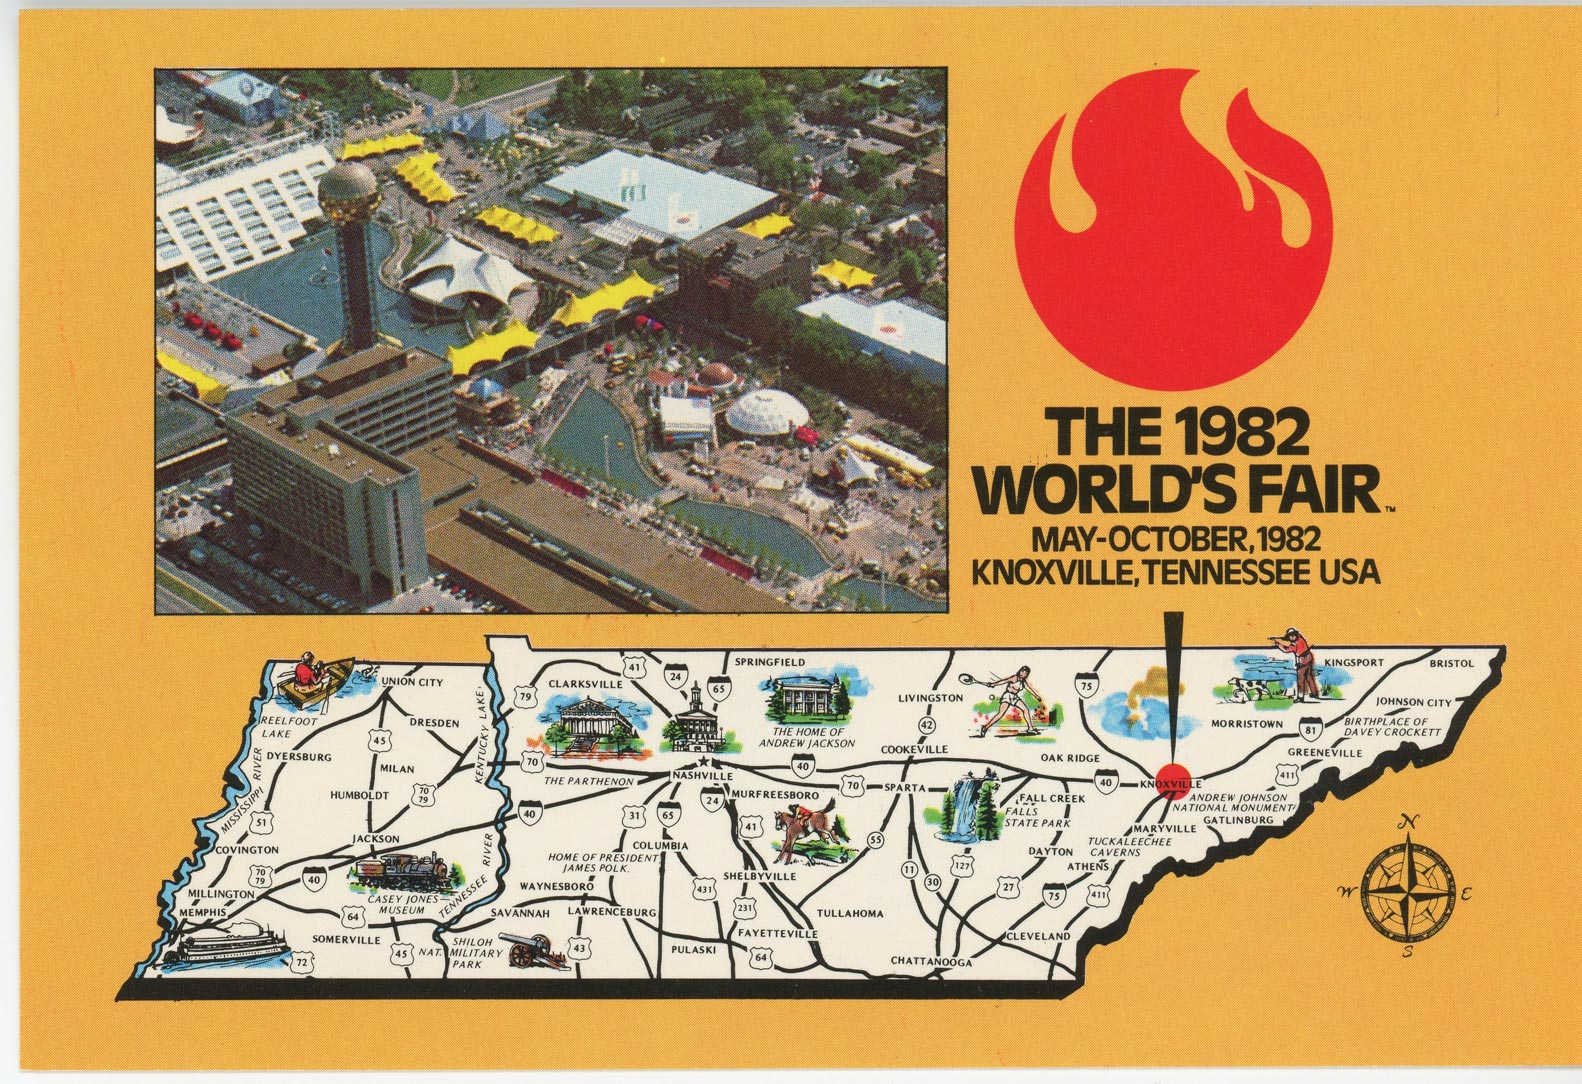 THE 1982
WORLD'S FAIR™
MAY-OCTOBER, 1982
KNOXVILLE, TENNESSEE USA
REELFOOT
LAKE
UNION CITY
DRESDEN
DYERSBURG
45
MILAN
HUMBOLDT
70
79
MISSISSIPPI RIVER
51
COVINGTON
JACKSON
70
79
40
MILLINGTON
MEMPHIS
CASEY JONES
MUSEUM
64
SOMERVILLE
72
45
KENTUCKY LAKE
TENNESSEE RIVER
79
CLARKSVILLE
41
24
65
SPRINGFIELD
70
THE PARTHENON
NASHVILLE
THE HOME OF
ANDREW JACKSON
40
40
31
65
24
MURFREESBORO
41
70
SPARTA
LIVINGSTON
42
COOKEVILLE
COLUMBIA
HOME OF PRESIDENT
JAMES POLK.
WAYNESBORO
SAVANNAH
LAWRENCEBURG
NAT. SHILOH
MILITARY
PARK
43
431
SHELBYVILLE
231
FAYETTEVILLE
PULASKI
64
55
TULLAHOMA
11
30
127
27
CHATTANOOGA
CLEVELAND
75
411
DAYTON
ATHENS
FALL CREEK
FALLS
STATE PARK
75
OAK RIDGE
40
KNOXVILLE
MARYVILLE
TUCKALEECHEE
CAVERNS
ANDREW JOHNSON
NATIONAL MONUMENT
GATLINBURG
411
GREENEVILLE
MORRISTOWN
81
BIRTHPLACE OF
DAVEY CROCKETT
JOHNSON CITY
KINGSPORT
BRISTOL
N
W
E
S